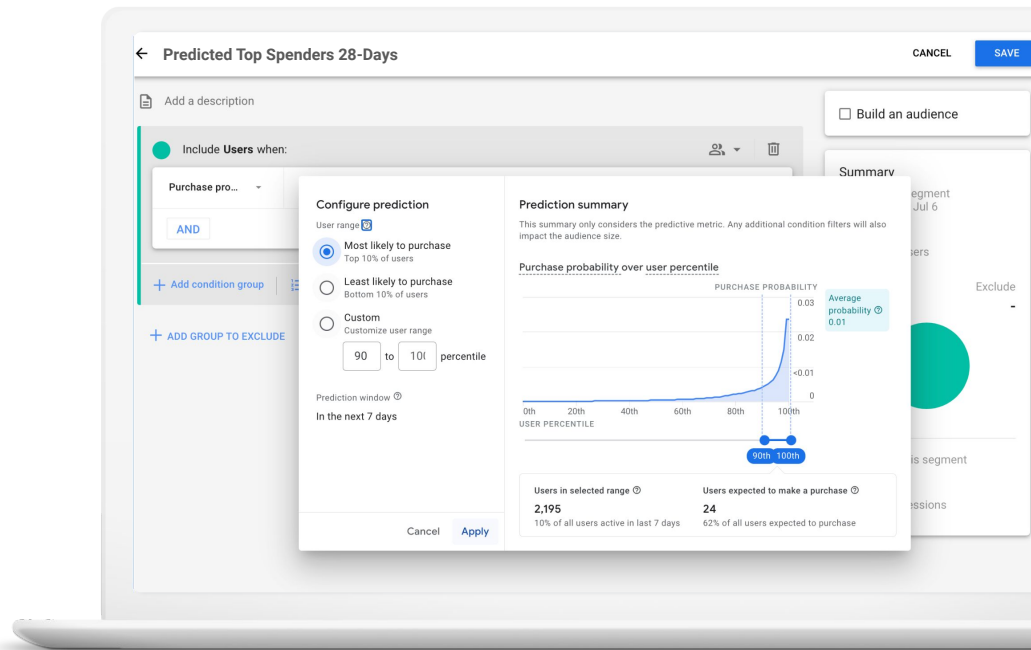 Predicted Top Spenders 28-Days
CANCEL
SAVE
Add a description
Build an audience
Include Users when:
Purchase pro...
AND
+ Add condition group
+ ADD GROUP TO EXCLUDE
Summary
egment
Jul 6
sers
Exclude
-
is segment
essions
Configure prediction
User range
Most likely to purchase
Top 10% of users
Least likely to purchase
Bottom 10% of users
Custom
Customize user range
90 to 100 percentile
Prediction window
In the next 7 days
Cancel
Apply
Prediction summary
This summary only considers the predictive metric. Any additional condition filters will also
impact the audience size.
Purchase probability over user percentile
PURCHASE PROBABILITY
0.03
0.02
<0.01
0
Average
probability
0.01
0th 20th 40th 60th 80th 100th
USER PERCENTILE
90th 100th
Users in selected range
2,195
10% of all users active in last 7 days
Users expected to make a purchase
24
62% of all users expected to purchase